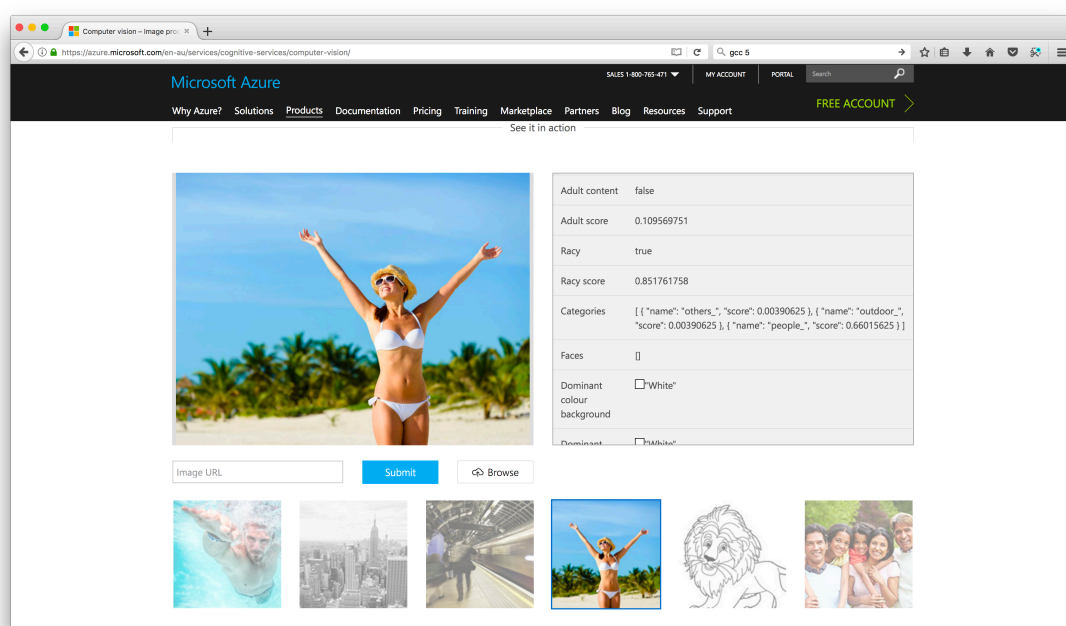 Computer vision – Image proc
https://azure.microsoft.com/en-au/services/cognitive-services/computer-vision/
gcc 5
Microsoft Azure
SALES 1-800-765-471
MY ACCOUNT
PORTAL
Search
Why Azure? Solutions Products Documentation Pricing Training Marketplace Partners Blog Resources Support
FREE ACCOUNT
See it in action
Adult content false
Adult score 0.109569751
Racy true
Racy score 0.851761758
Categories [ { "name": "others_", "score": 0.00390625 }, { "name": "outdoor_",
"score": 0.00390625 }, { "name": "people_", "score": 0.66015625 } ]
Faces []
Dominant "White"
colour
background
Dominant "White"
Image URL
Submit
Browse